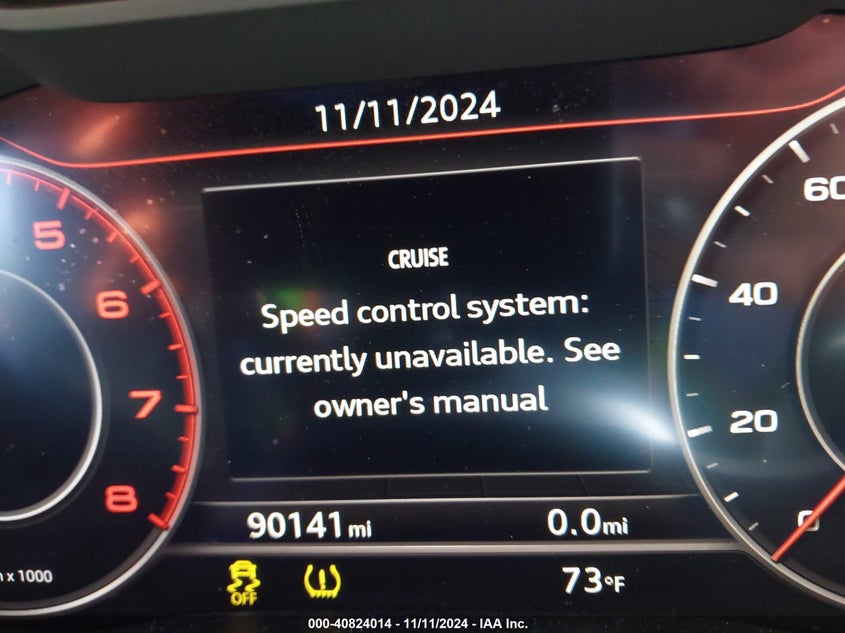 11/11/2024
60
5
CRUISE
6
40
Speed control system:
currently unavailable. See
owner's manual
7
20
8
90141 mi
0.0 mi
0
x 1000
OFF
73°F
000-40824014 - 11/11/2024 - IAA Inc.